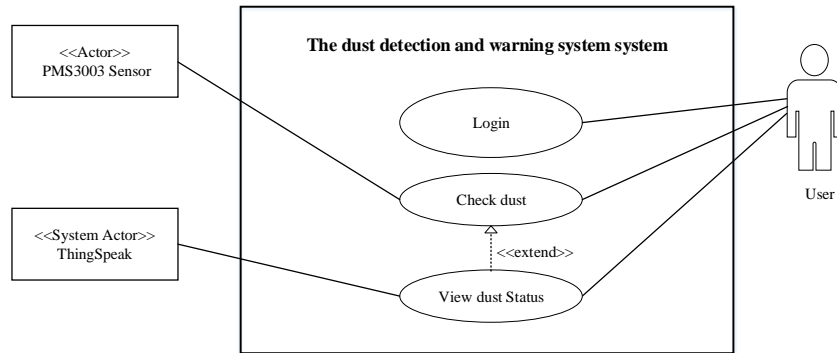 The dust detection and warning system system
<<Actor>>
PMS3003 Sensor
Login
Check dust
User
<<System Actor>>
ThingSpeak
<<extend>>
View dust Status